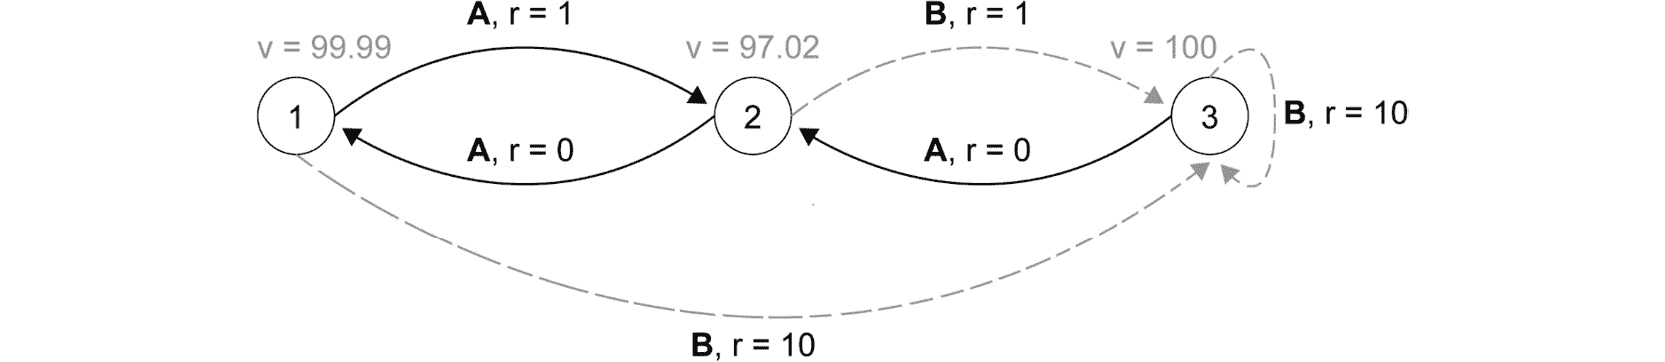 A, r = 1
B, r = 1
v = 99.99
v = 97.02
v = 100
1
2
3
B, r = 10
A, r = 0
A, r = 0
B, r = 10